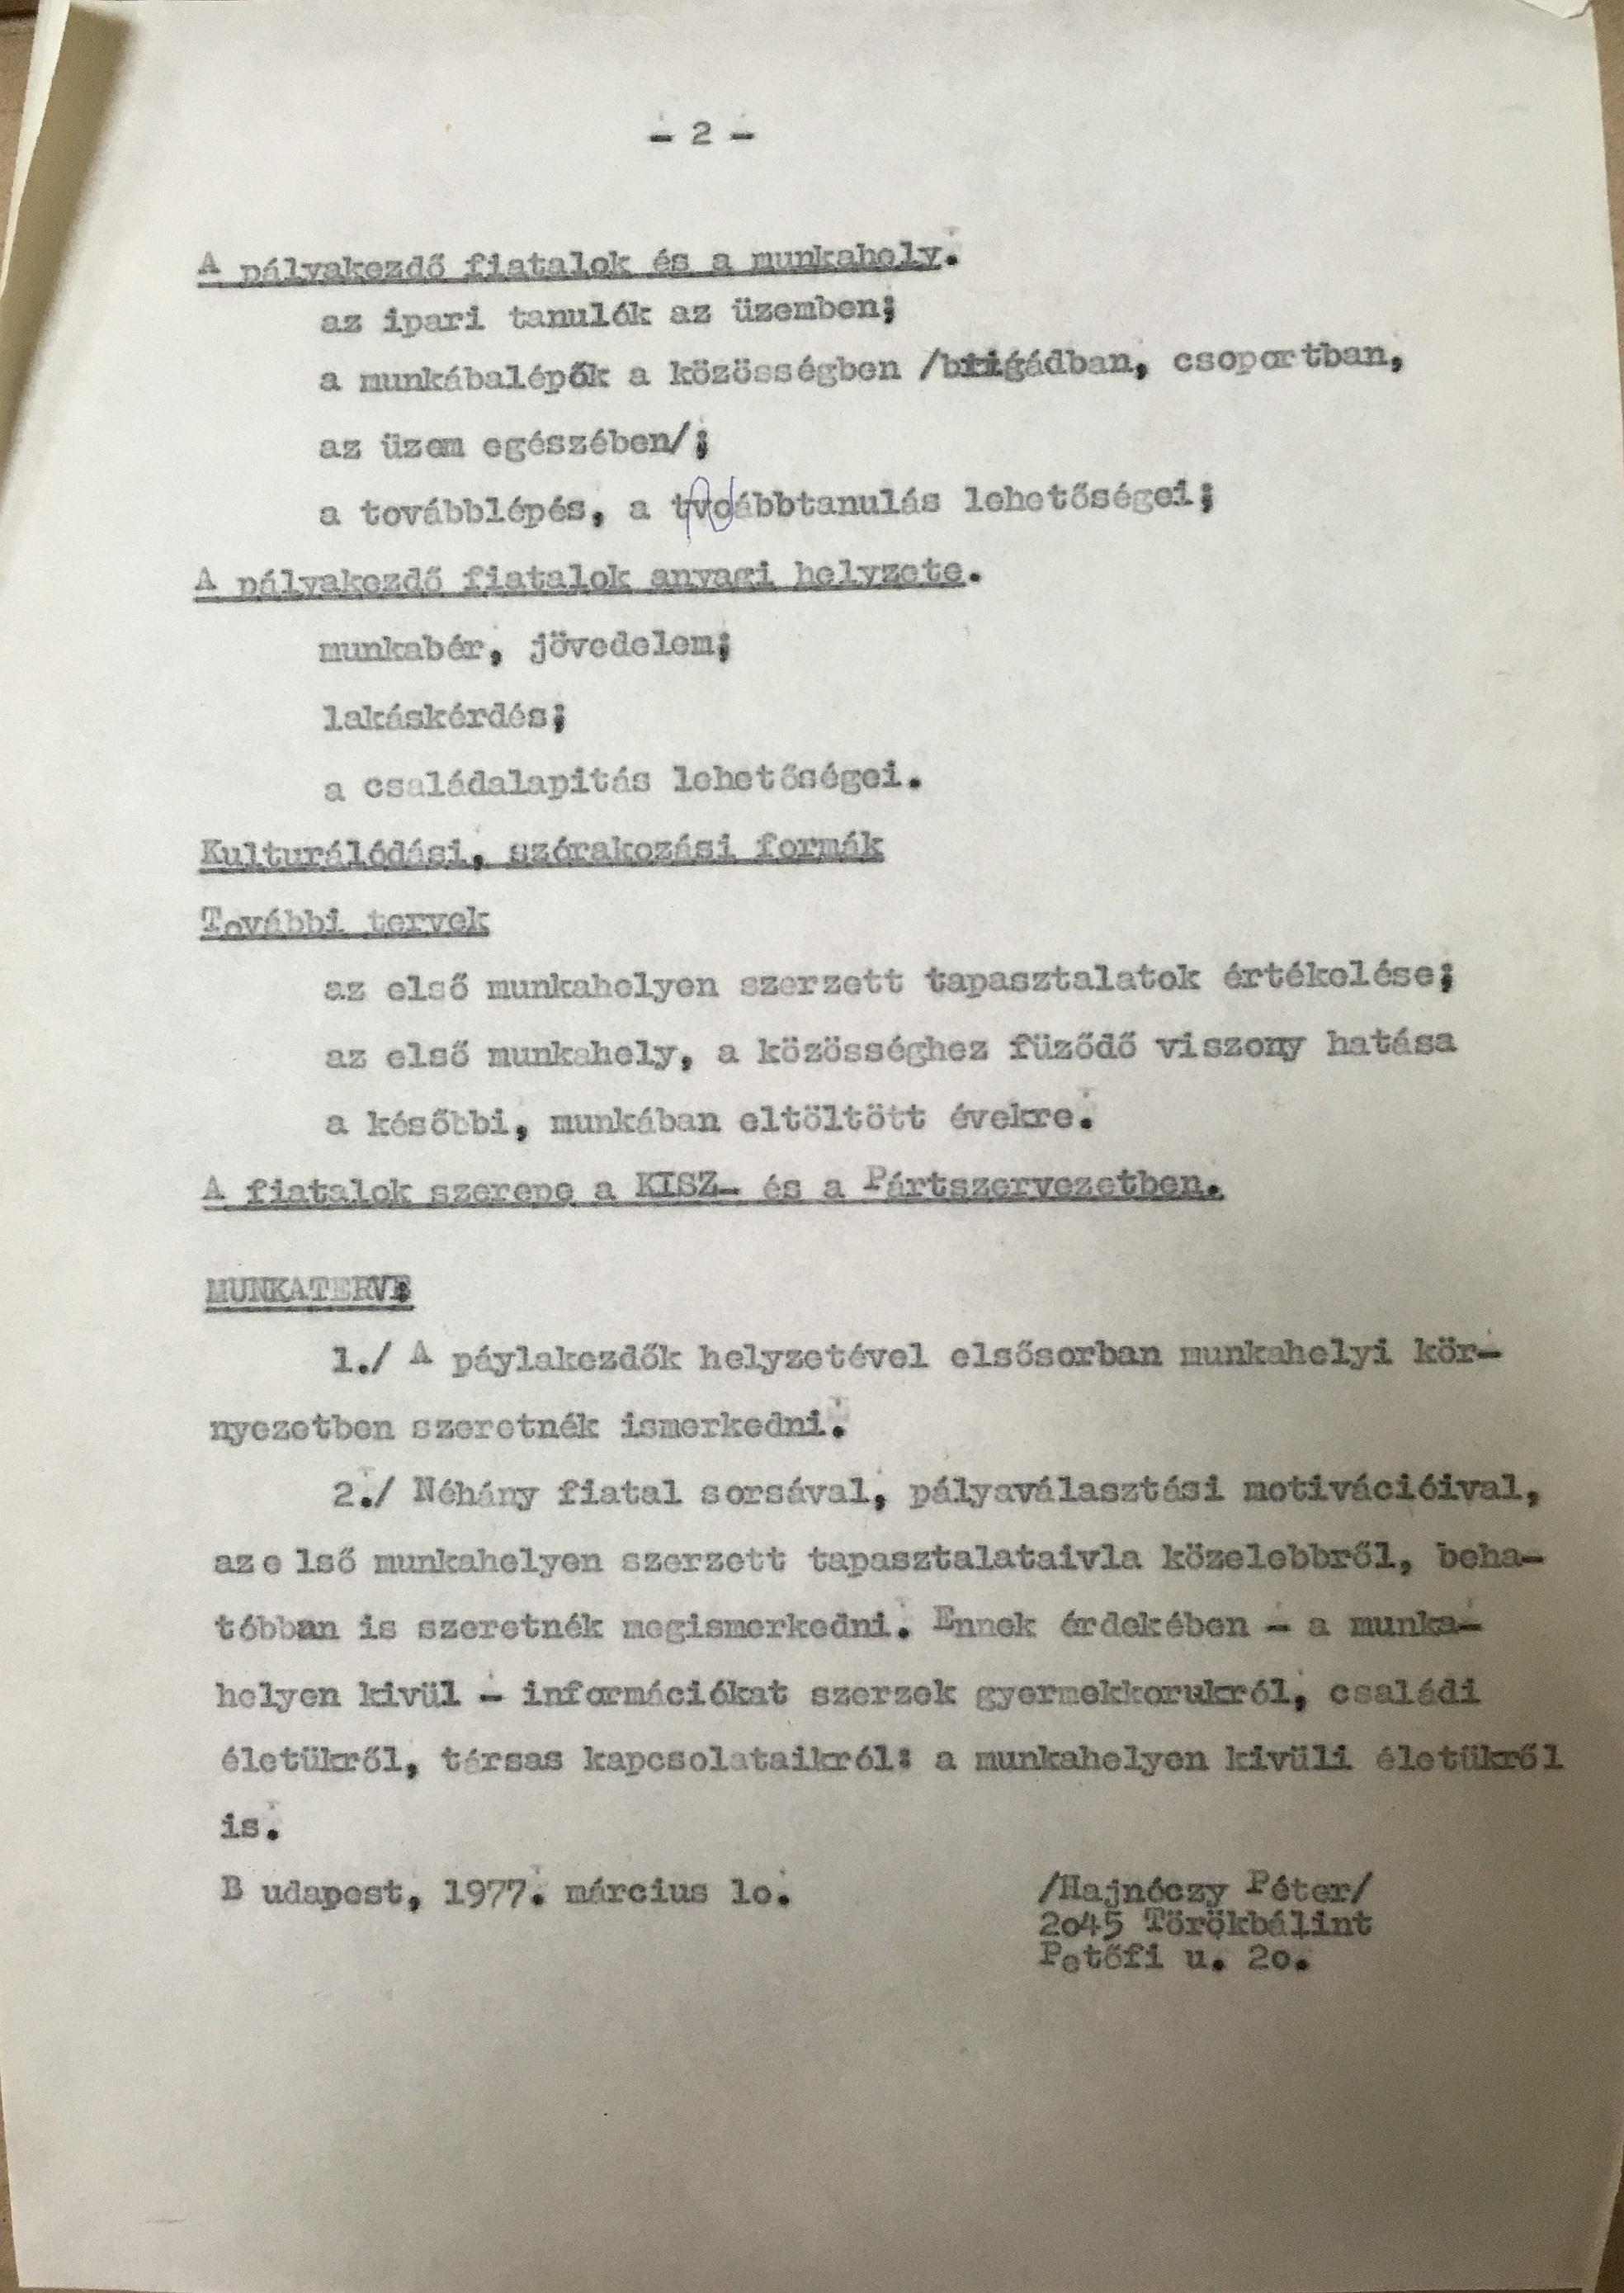 - 2 -
A pályakezdő fiatalok és a munkahely.
az ipari tanulók az üzemben;
a munkábalépők a közösségben /brigádban, csoportban,
az üzem egészében/;
a továbblépés, a tvoábbtanulás lehetőségei;
A pályakezdő fiatalok anyagi helyzete.
munkabér, jövedelem;
lakáskérdés;
a családalapitás lehetőségei.
Kulturálódási, szórakozási formák
További tervek
az első munkahelyen szerzett tapasztalatok értékelése;
az első munkahely, a közösséghez füződő viszony hatása
a későbbi, munkában eltöltött évekre.
A fiatalok szerepe a KISZ- és a Pártszervezetben.
MUNKATERV:
1./ A páylakezdők helyzetével elsősorban munkahelyi kör-
nyezetben szeretnék ismerkedni.
2./ Néhány fiatal sorsával, pályaválasztási motivációival,
az e lső munkahelyen szerzett tapasztalataivla közelebbről, beha-
tóbban is szeretnék megismerkedni. Ennek érdekében - a munka-
helyen kivül - információkat szerzek gyermekkorukról, családi
életükről, társas kapcsolataikról: a munkahelyen kivüli életükről
is.
B udapest, 1977. március 1o.
/Hajnóczy Péter/
2o45 Törökbálint
Petőfi u. 2o.